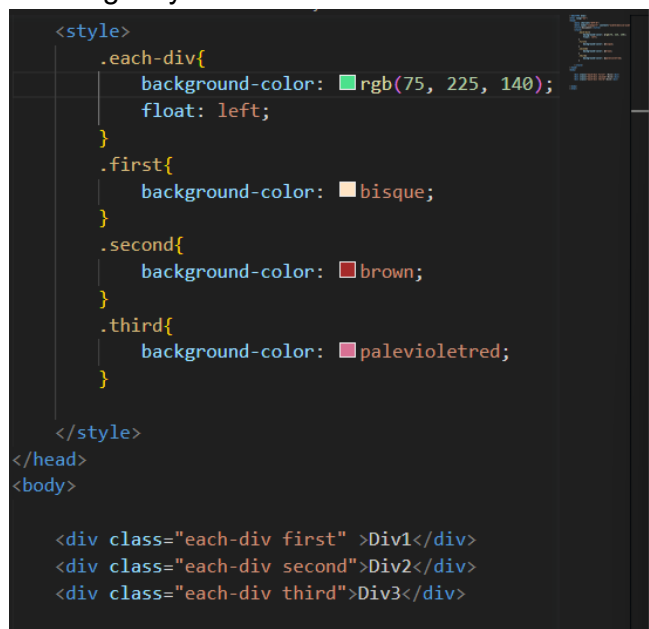 <style>
.each-div{
background-color: rgb(75, 225, 140);
float: left;
}
.first{
background-color: bisque;
}
.second{
background-color: brown;
}
.third{
background-color: palevioletred;
}
</style>
</head>
<body>
<div class="each-div first" >Div1</div>
<div class="each-div second">Div2</div>
<div class="each-div third">Div3</div>